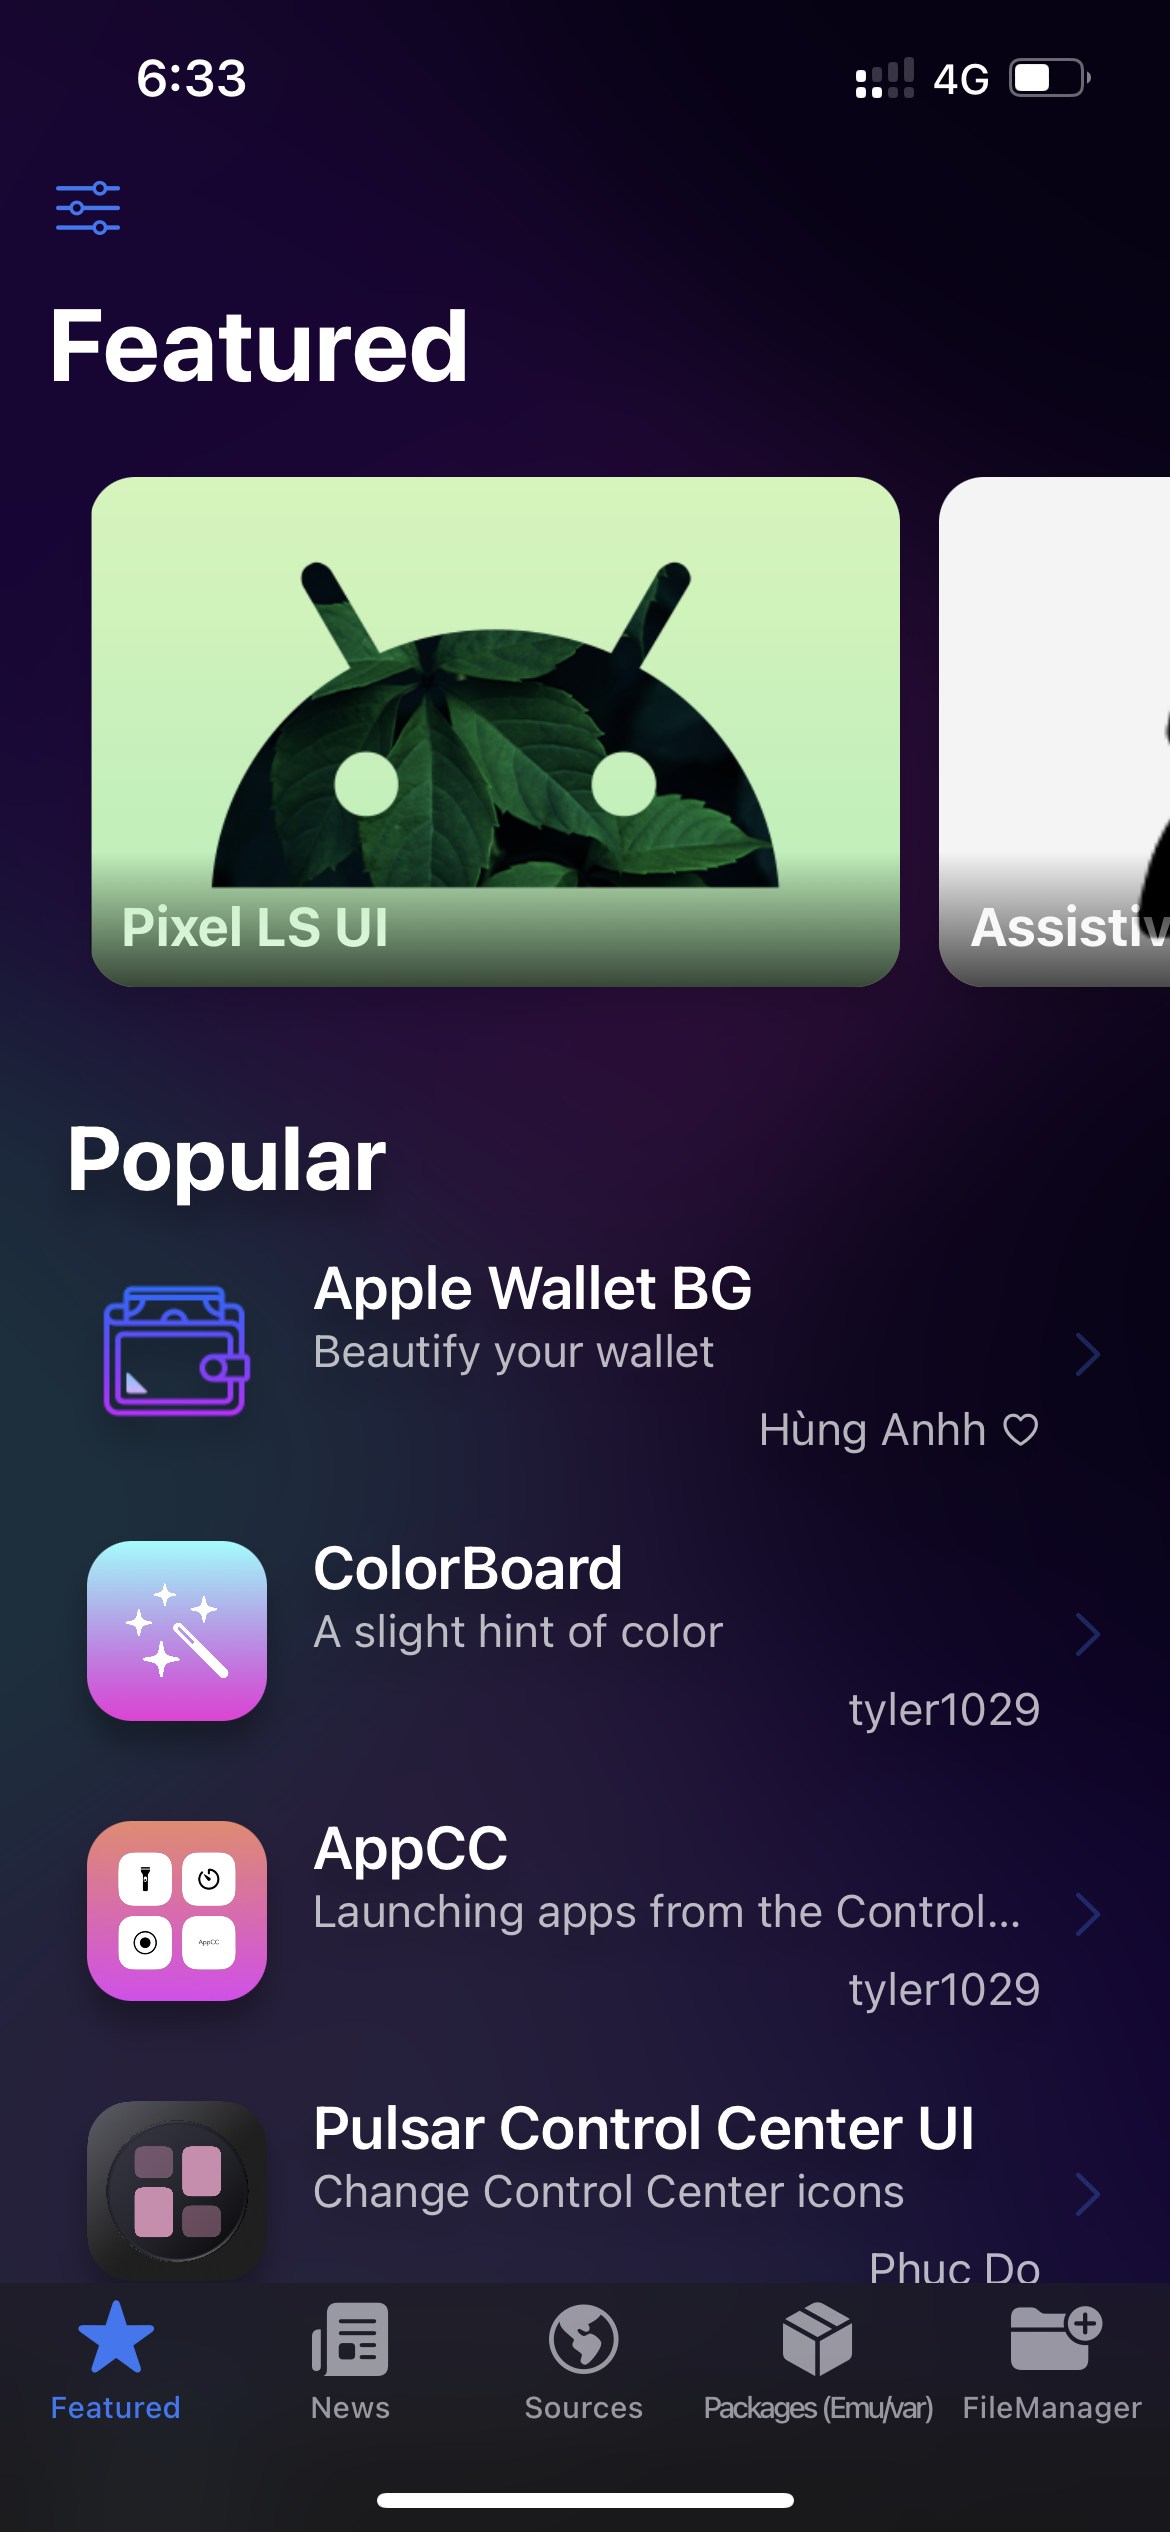 6:33
4G
Featured
Pixel LS UI
Assistiv
Popular
Apple Wallet BG
Beautify your wallet
Hùng Anhh ♡
ColorBoard
A slight hint of color
tyler1029
AppCC
AppCC
Launching apps from the Control...
tyler1029
Pulsar Control Center UI
Change Control Center icons
Phuc Do
Featured
News
Sources
Packages (Emu/var)
FileManager